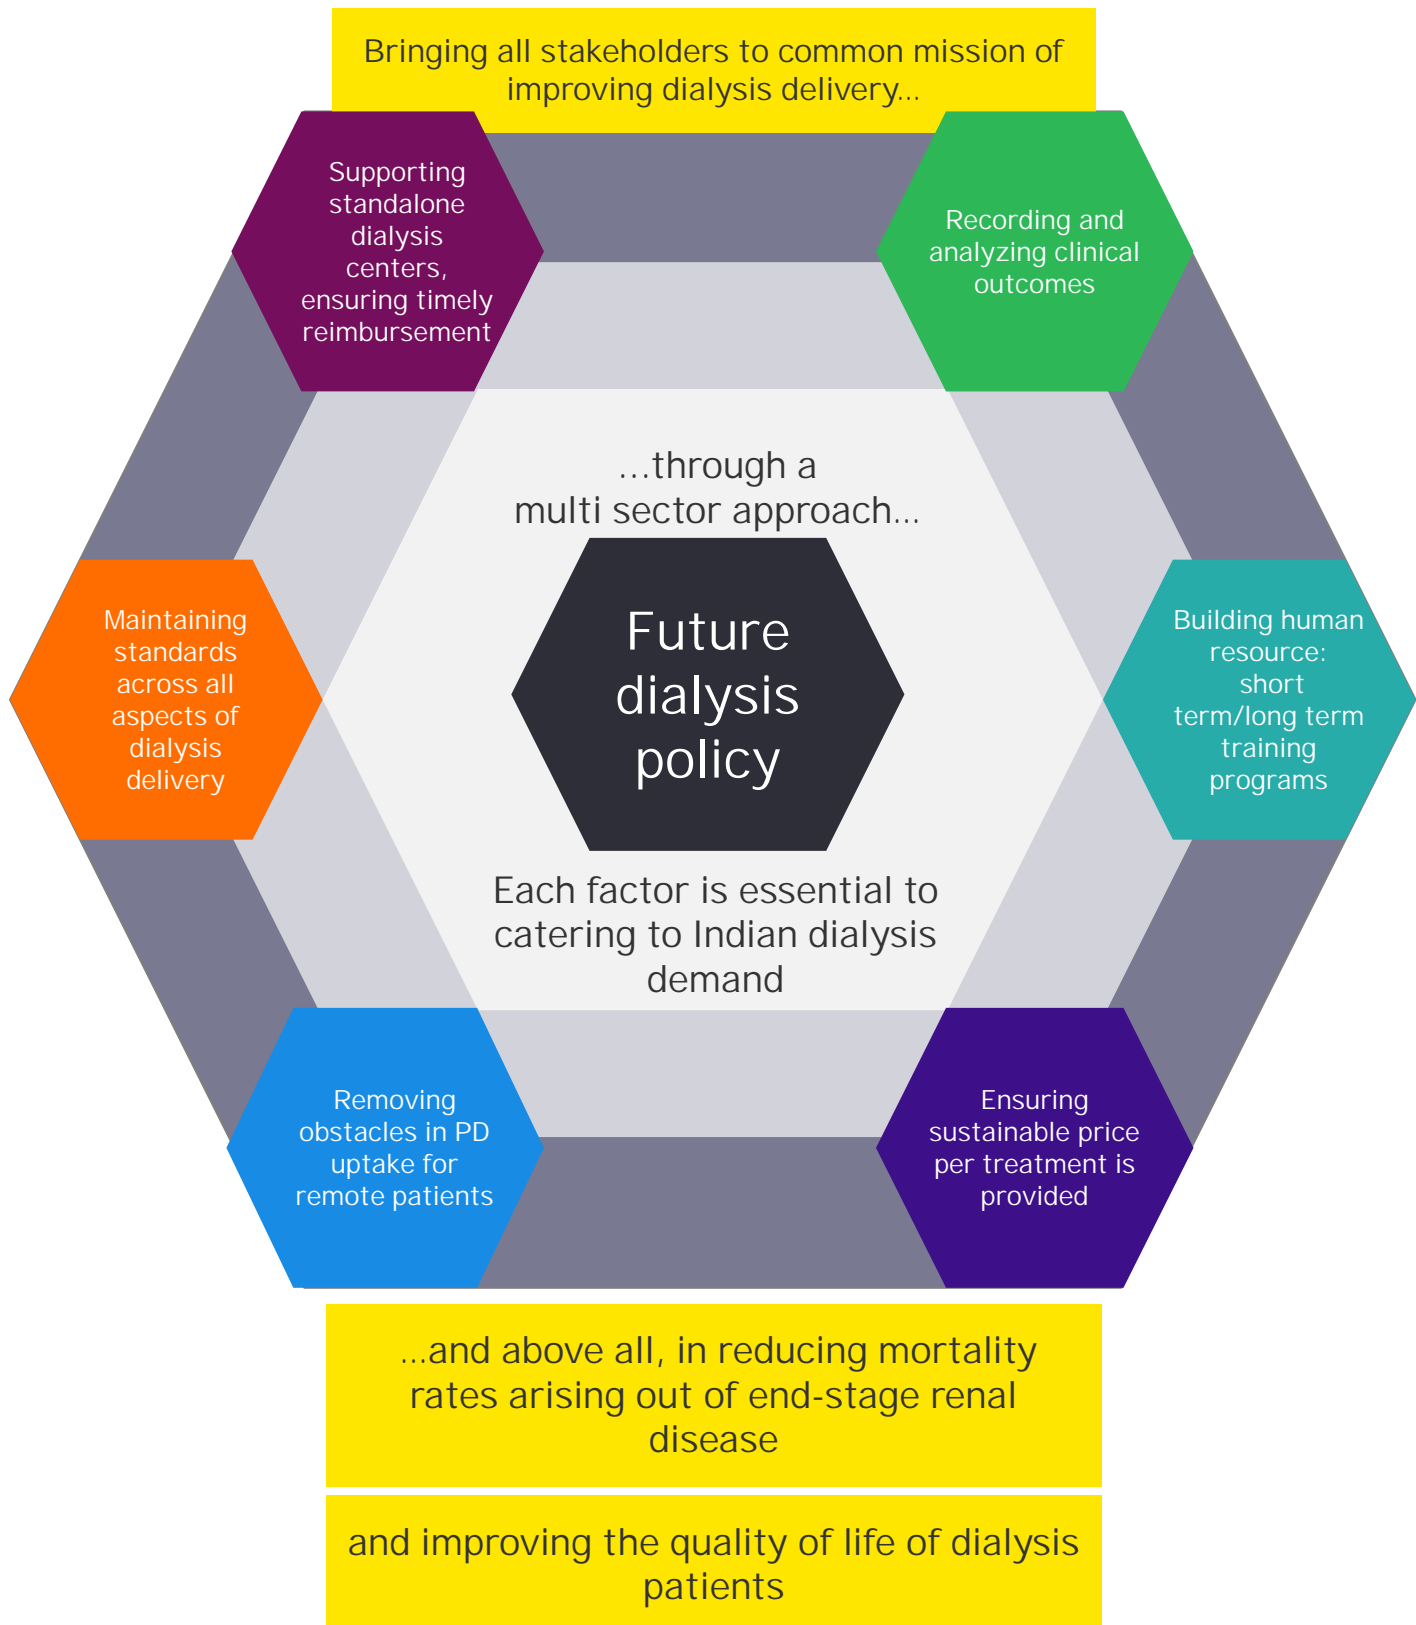 Bringing all stakeholders to common mission of
improving dialysis delivery...
Supporting
standalone
dialysis
centers,
ensuring timely
reimbursement
Recording and
analyzing clinical
outcomes
...through a
multi sector approach...
Maintaining
standards
across all
aspects of
dialysis
delivery
Future
dialysis
policy
Building human
resource:
short
term/long term
training
programs
Each factor is essential to
catering to Indian dialysis
demand
Removing
obstacles in PD
uptake for
remote patients
Ensuring
sustainable price
per treatment is
provided
...and above all, in reducing mortality
rates arising out of end-stage renal
disease
and improving the quality of life of dialysis
patients